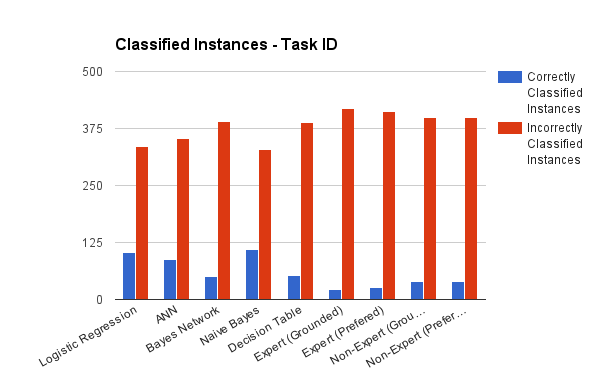 Classified Instances - Task ID
500
375
250
125
0
Correctly
Classified
Instances
Incorrectly
Classified
Instances
Logistic Regression
ANN
Bayes Network
Naive Bayes
Decision Table
Expert (Grounded)
Expert (Prefered)
Non-Expert (Grou…
Non-Expert (Prefer…